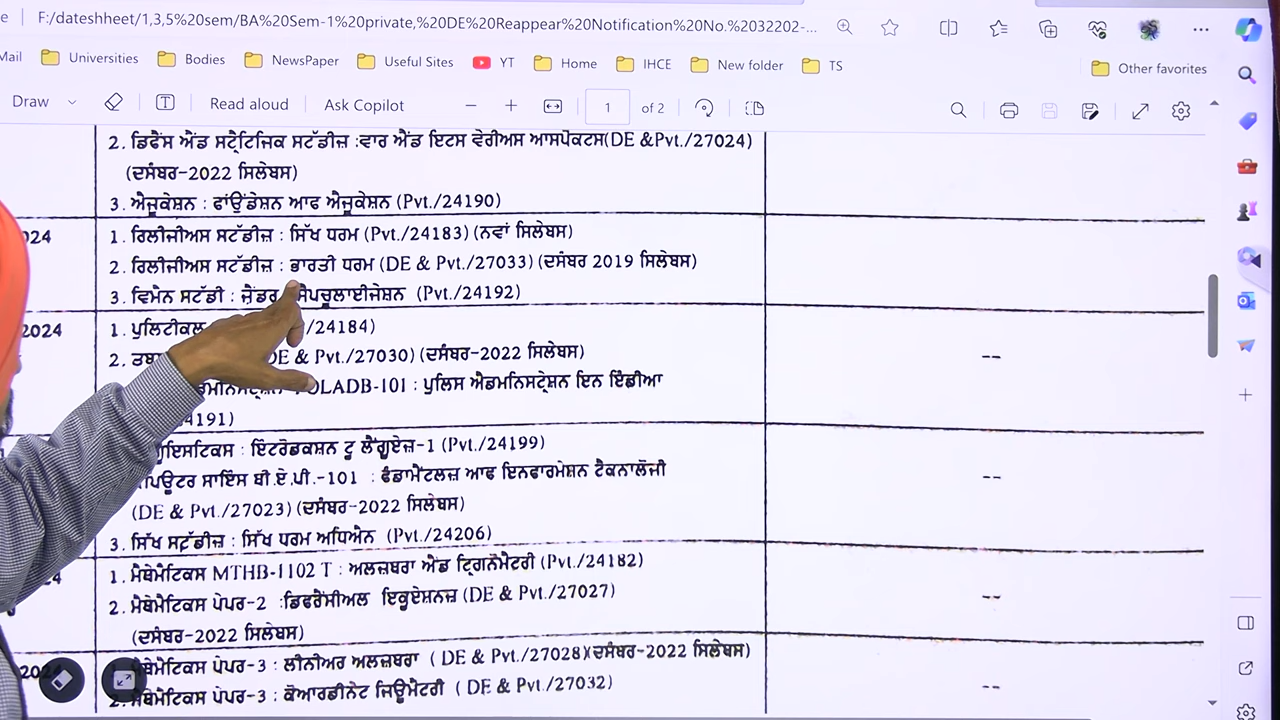 F:/datesheet/1,3,5%20sem/BA%20Sem-1%20private,%20DE%20Reappear%20Notification%20No.%2032202-...
Mail Universities Bodies NewsPaper Useful Sites YT Home IHCE New folder TS Other favorites
Draw Read aloud Ask Copilot 1 of 2
2. ਡਿਫੈਂਸ ਐਂਡ ਸਟ੍ਰੈਟਿਜਿਕ ਸਟੱਡੀਜ਼ :ਵਾਰ ਐਂਡ ਇਟਸ ਵੇਰੀਅਸ ਆਸਪੇਕਟਸ(DE &Pvt./27024)
(ਦਸੰਬਰ-2022 ਸਿਲੇਬਸ)
3. ਐਜੂਕੇਸ਼ਨ : ਫਾਂਉਂਡੇਸ਼ਨ ਆਫ ਐਜੂਕੇਸ਼ਨ (Pvt./24190)
024
1. ਰਿਲੀਜੀਅਸ ਸਟੱਡੀਜ਼ : ਸਿੱਖ ਧਰਮ (Pvt./24183) (ਨਵਾਂ ਸਿਲੇਬਸ)
2. ਰਿਲੀਜੀਅਸ ਸਟੱਡੀਜ਼ : ਭਾਰਤੀ ਧਰਮ (DE & Pvt./27033) (ਦਸੰਬਰ 2019 ਸਿਲੇਬਸ)
3. ਵਿਮੈਨ ਸਟੱਡੀ : ਜੈਂਡਰ ਸੈਪਚੂਲਾਈਜੇਸ਼ਨ (Pvt./24192)
2024
1. ਪੁਲਿਟੀਕਲ /24184)
2. DE & Pvt./27030) (ਦਸੰਬਰ-2022 ਸਿਲੇਬਸ) --
OLADB-101 : ਪੁਲਿਸ ਐਡਮਨਿਸਟ੍ਰੇਸ਼ਨ ਇਨ ਇੰਡੀਆ
4191)
ਇੰਟਰੋਡਕਸ਼ਨ ਟੂ ਲੈਂਗੂਏਜ਼-1 (Pvt./24199)
ਸਾਇੰਸ ਬੀ.ਏ.ਪੀ.-101 : ਫੰਡਾਮੈਂਟਲਜ਼ ਆਫ ਇਨਫਾਰਮੇਸ਼ਨ ਟੈਕਨਾਲੋਂਜੀ --
(DE & Pvt./27023) (ਦਸੰਬਰ-2022 ਸਿਲੇਬਸ)
3. ਸਿੱਖ ਸਟੱਡੀਜ਼ : ਸਿੱਖ ਧਰਮ ਅਧਿਐਨ (Pvt./24206)
1. ਮੈਥੇਮੈਟਿਕਸ MTHB-1102 T : ਅਲਜ਼ਬਰਾ ਐਂਡ ਟ੍ਰਿਗਨੌਮੈਟਰੀ (Pvt./24182)
2. ਮੈਥੇਮੈਟਿਕਸ ਪੇਪਰ-2 :ਡਿਫਰੈਂਸੀਅਲ ਇਕੂਏਸ਼ਨਜ਼ (DE & Pvt./27027) --
(ਦਸੰਬਰ-2022 ਸਿਲੇਬਸ)
ਮੈਥੇਮੈਟਿਕਸ ਪੇਪਰ-3 : ਲੀਨੀਅਰ ਅਲਜ਼ਬਰਾ ( DE & Pvt./27028)(ਦਸੰਬਰ-2022 ਸਿਲੇਬਸ)
2. ਮੈਥੇਮੈਟਿਕਸ ਪੇਪਰ-3 : ਕੋਆਰਡੀਨੇਟ ਜਿਊਮੈਟਰੀ ( DE & Pvt./27032) --